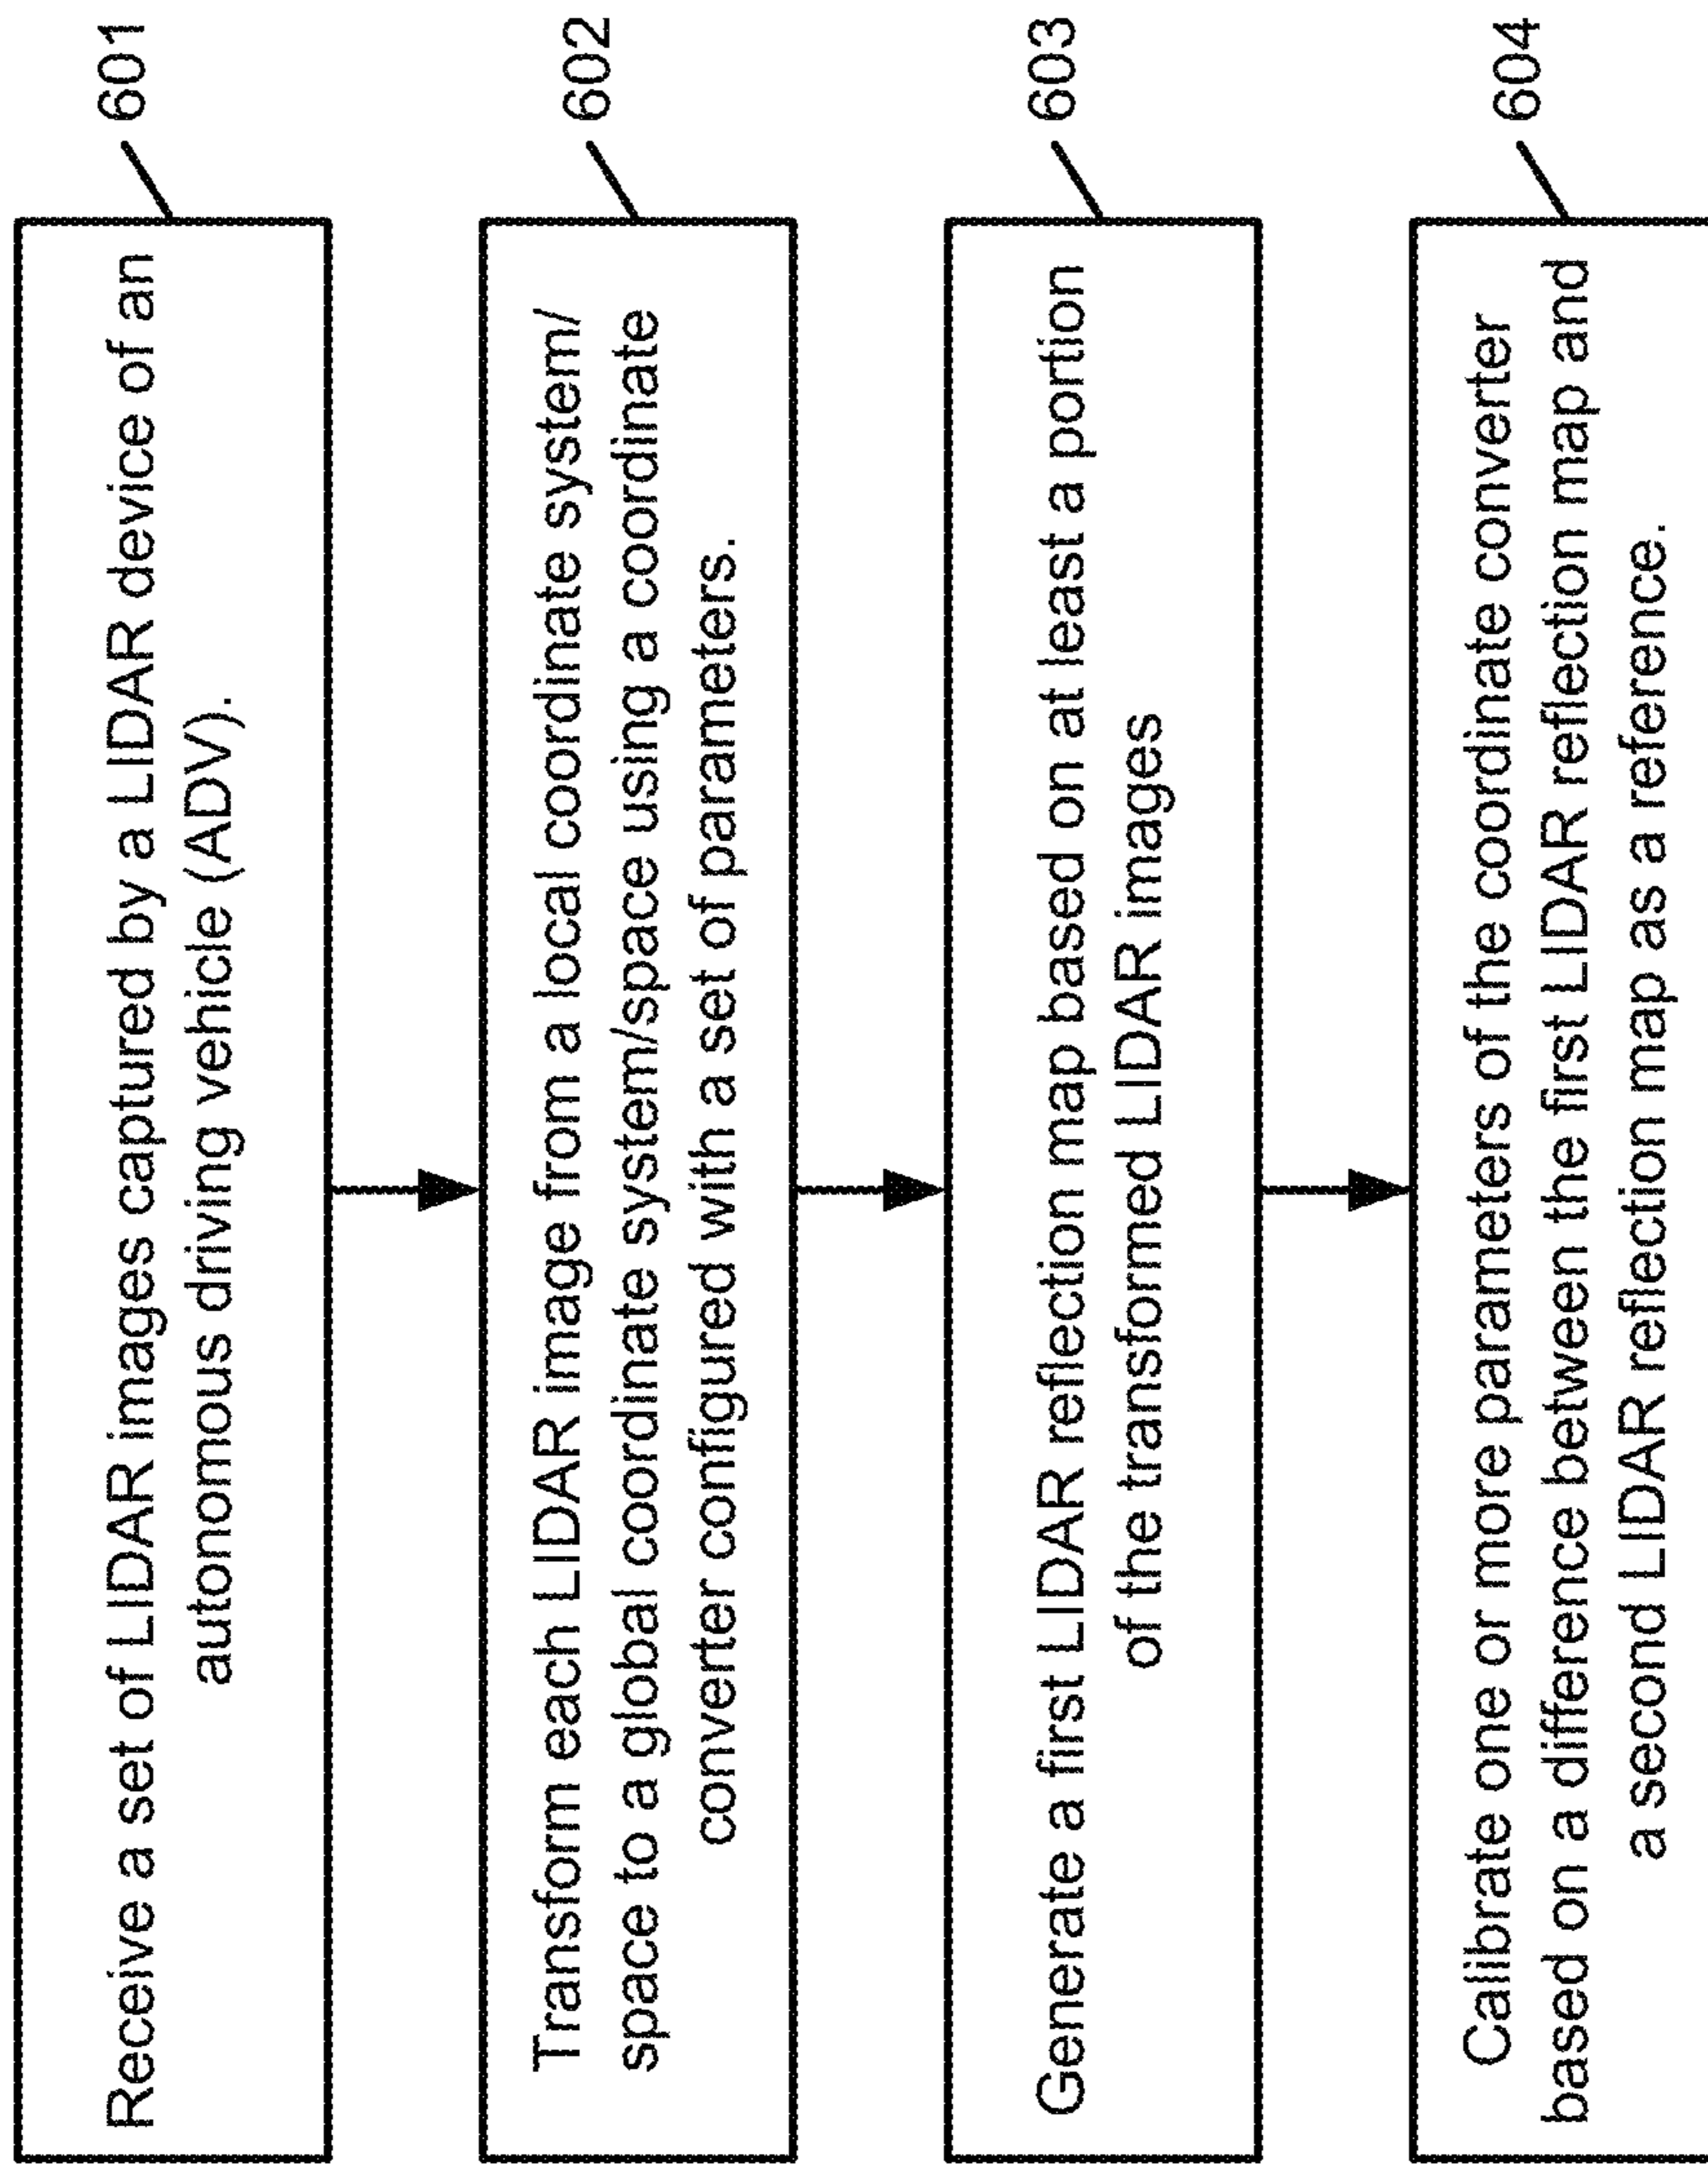 Receive a set of LIDAR images captured by a LIDAR device of an
autonomous driving vehicle (ADV).
601
Transform each LIDAR image from a local coordinate system/
space to a global coordinate system/space using a coordinate
converter configured with a set of parameters.
602
Generate a first LIDAR reflection map based on at least a portion
of the transformed LIDAR images
603
Calibrate one or more parameters of the coordinate converter
based on a difference between the first LIDAR reflection map and
a second LIDAR reflection map as a reference.
604